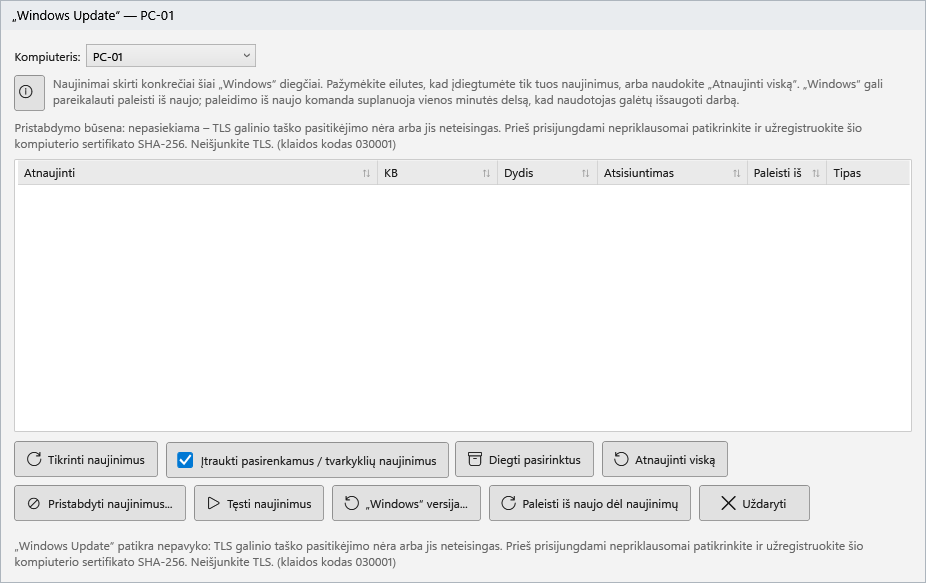 „Windows Update“ — PC-01
Kompiuteris: PC-01
Naujinimai skirti konkrečiai šiai „Windows“ diegčiai. Pažymėkite eilutes, kad įdiegtumėte tik tuos naujinimus, arba naudokite „Atnaujinti viską“. „Windows“ gali
pareikalauti paleisti iš naujo; paleidimo iš naujo komanda suplanuoja vienos minutės delsą, kad naudotojas galėtų išsaugoti darbą.
Pristabdymo būsena: nepasiekiama – TLS galinio taško pasitikėjimo nėra arba jis neteisingas. Prieš prisijungdami nepriklausomai patikrinkite ir užregistruokite šio
kompiuterio sertifikato SHA-256. Neišjunkite TLS. (klaidos kodas 030001)
Atnaujinti KB Dydis Atsisiuntimas Paleisti iš Tipas
Tikrinti naujinimus Įtraukti pasirenkamus / tvarkyklių naujinimus Diegti pasirinktus Atnaujinti viską
Pristabdyti naujinimus... Tęsti naujinimus „Windows“ versija... Paleisti iš naujo dėl naujinimų Uždaryti
„Windows Update“ patikra nepavyko: TLS galinio taško pasitikėjimo nėra arba jis neteisingas. Prieš prisijungdami nepriklausomai patikrinkite ir užregistruokite šio
kompiuterio sertifikato SHA-256. Neišjunkite TLS. (klaidos kodas 030001)